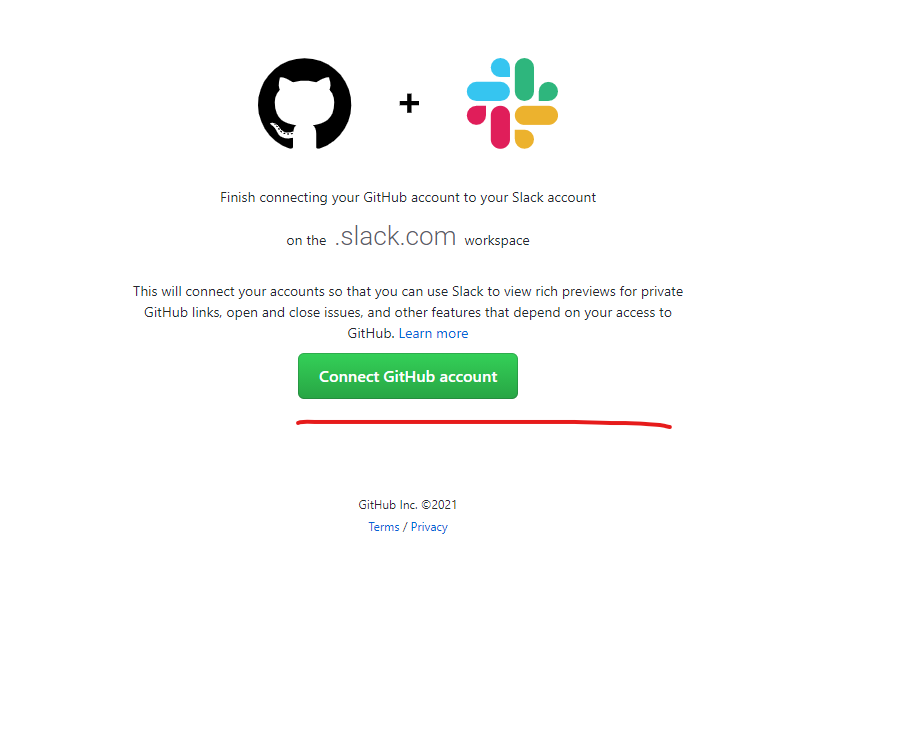 Finish connecting your GitHub account to your Slack account
on the .slack.com workspace
This will connect your accounts so that you can use Slack to view rich previews for private
GitHub links, open and close issues, and other features that depend on your access to
GitHub. Learn more
Connect GitHub account
GitHub Inc. ©2021
Terms / Privacy